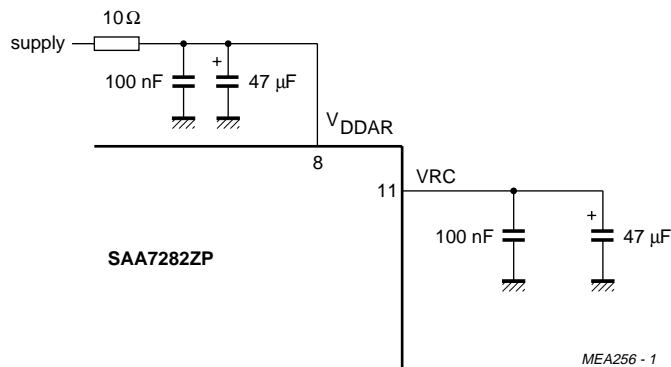 10Ω
supply
+
100 nF
47 μF
VDDAR
8
11
VRC
+
100 nF
47 μF
SAA7282ZP
MEA256 - 1